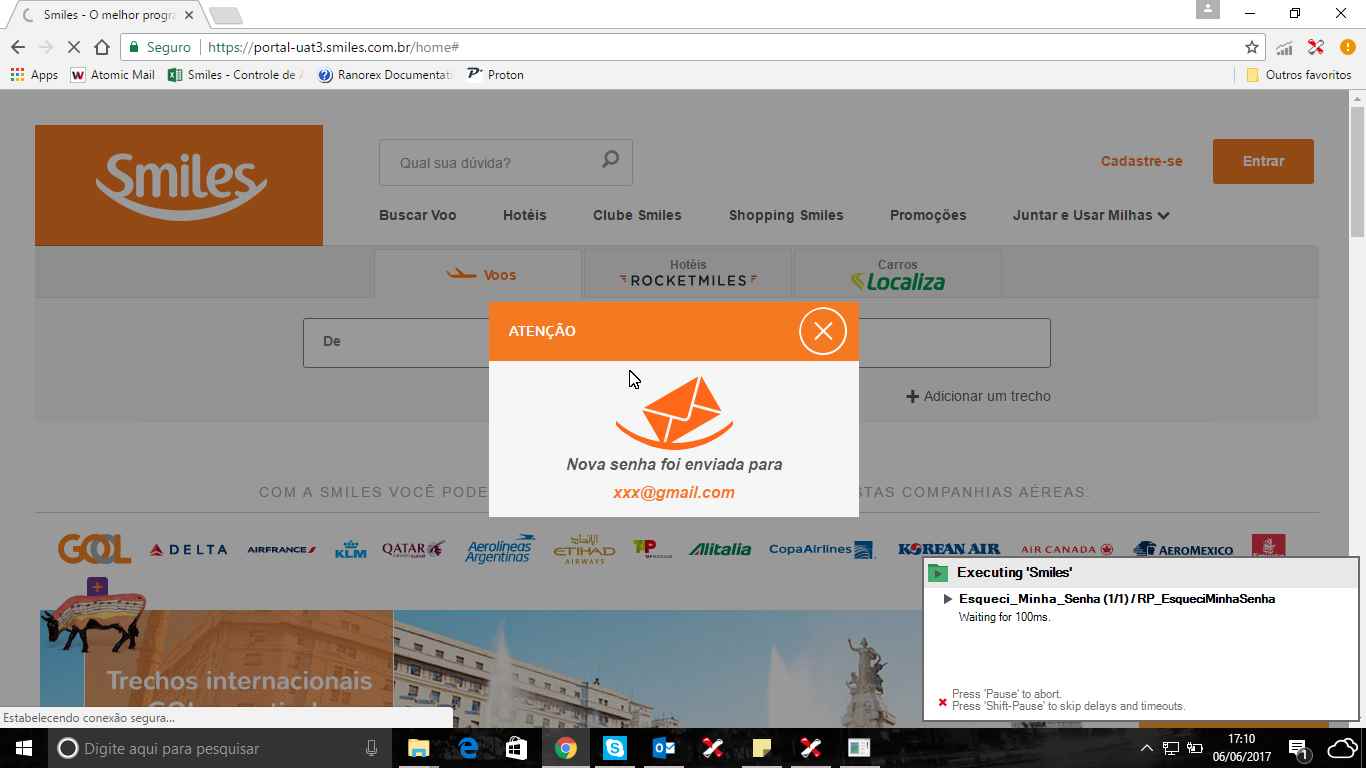 Smiles - O melhor progra
Seguro
https://portal-uat3.smiles.com.br/home#
Apps
Atomic Mail
Smiles - Controle de
Ranorex Documentati
Proton
Outros favoritos
Smiles
Qual sua dúvida?
Cadastre-se
Entrar
Buscar Voo
Hotéis
Clube Smiles
Shopping Smiles
Promoções
Juntar e Usar Milhas
Voos
Hotéis
ROCKETMILES
Carros
Localiza
ATENÇÃO
De
Adicionar um trecho
Nova senha foi enviada para
xxx@gmail.com
COM A SMILES VOCÊ PODE
STAS COMPANHIAS AÉREAS:
GOL
DELTA
AIRFRANCE
KLM
QATAR
Aerolíneas Argentinas
ETIHAD AIRWAYS
TP
Alitalia
CopaAirlines
KOREAN AIR
AIR CANADA
AEROMEXICO
Executing 'Smiles'
Esqueci_Minha_Senha (1/1) / RP_EsqueciMinhaSenha
Waiting for 100ms.
Press 'Pause' to abort.
Press 'Shift-Pause' to skip delays and timeouts.
Trechos internacionais
Estabelecendo conexão segura...
Digite aqui para pesquisar
17:10
06/06/2017
1